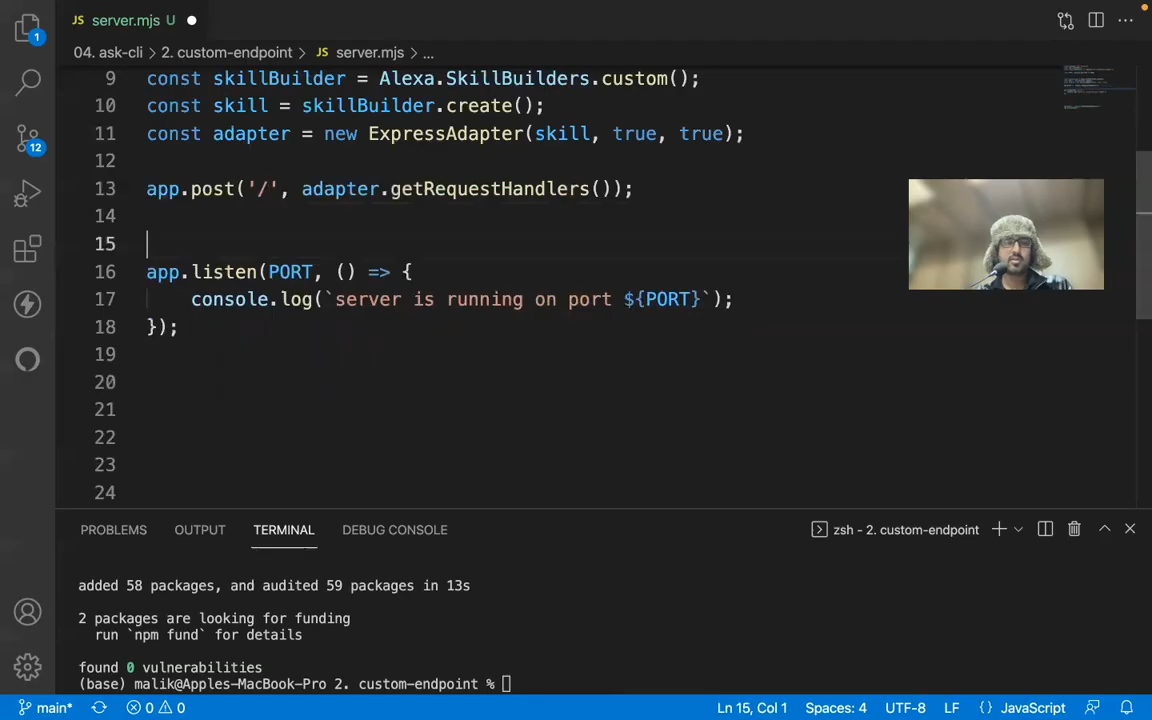 1
12
JS server.mjs U
04. ask-cli > 2. custom-endpoint > JS server.mjs > ...
9 const skillBuilder = Alexa.SkillBuilders.custom();
10 const skill = skillBuilder.create();
11 const adapter = new ExpressAdapter(skill, true, true);
12
13 app.post('/', adapter.getRequestHandlers());
14
15
16 app.listen(PORT, () => {
17 console.log(`server is running on port ${PORT}`);
18 });
19
20
21
22
23
24
PROBLEMS OUTPUT TERMINAL DEBUG CONSOLE zsh - 2. custom-endpoint
added 58 packages, and audited 59 packages in 13s
2 packages are looking for funding
run `npm fund` for details
found 0 vulnerabilities
(base) malik@Apples-MacBook-Pro 2. custom-endpoint %
main* 0 0 Ln 15, Col 1 Spaces: 4 UTF-8 LF {} JavaScript